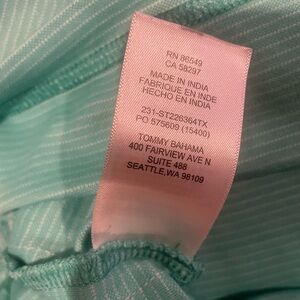 RN 86549
CA 58297
MADE IN INDIA
FABRIQUE EN INDE
HECHO EN INDIA
231-ST226364TX
PO 575609 (15400)
TOMMY BAHAMA
400 FAIRVIEW AVE N
SUITE 488
SEATTLE,WA 98109